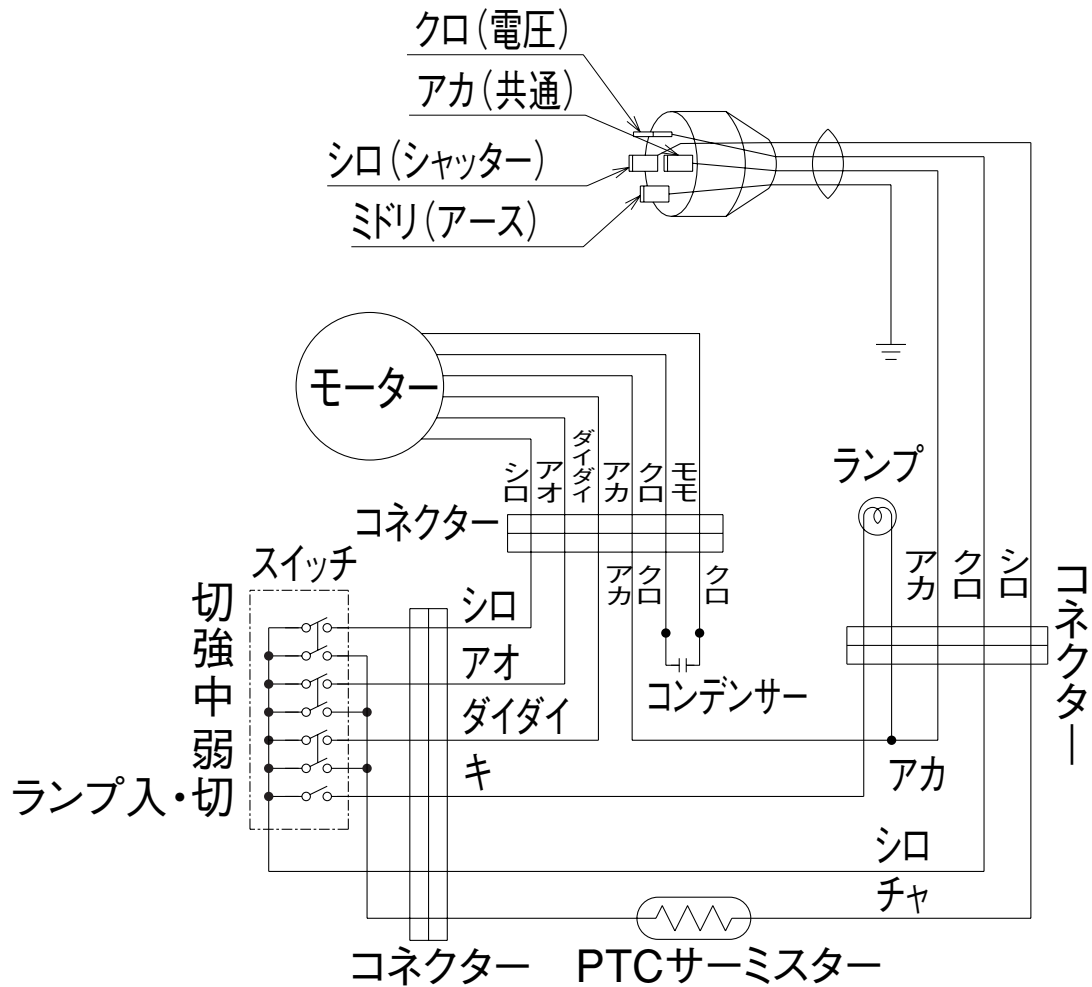 クロ(電圧)
アカ(共通)
シロ(シャッター)
ミドリ(アース)
モーター
シロ
アオ
ダイダイ
アカ
クロ
モモ
コネクター
アカ
クロ
クロ
ランプ
アカ
クロ
シロ
コネクター
スイッチ
切
強
中
弱
ランプ入・切
シロ
アオ
ダイダイ
キ
コンデンサー
アカ
シロ
チャ
コネクター
PTCサーミスター